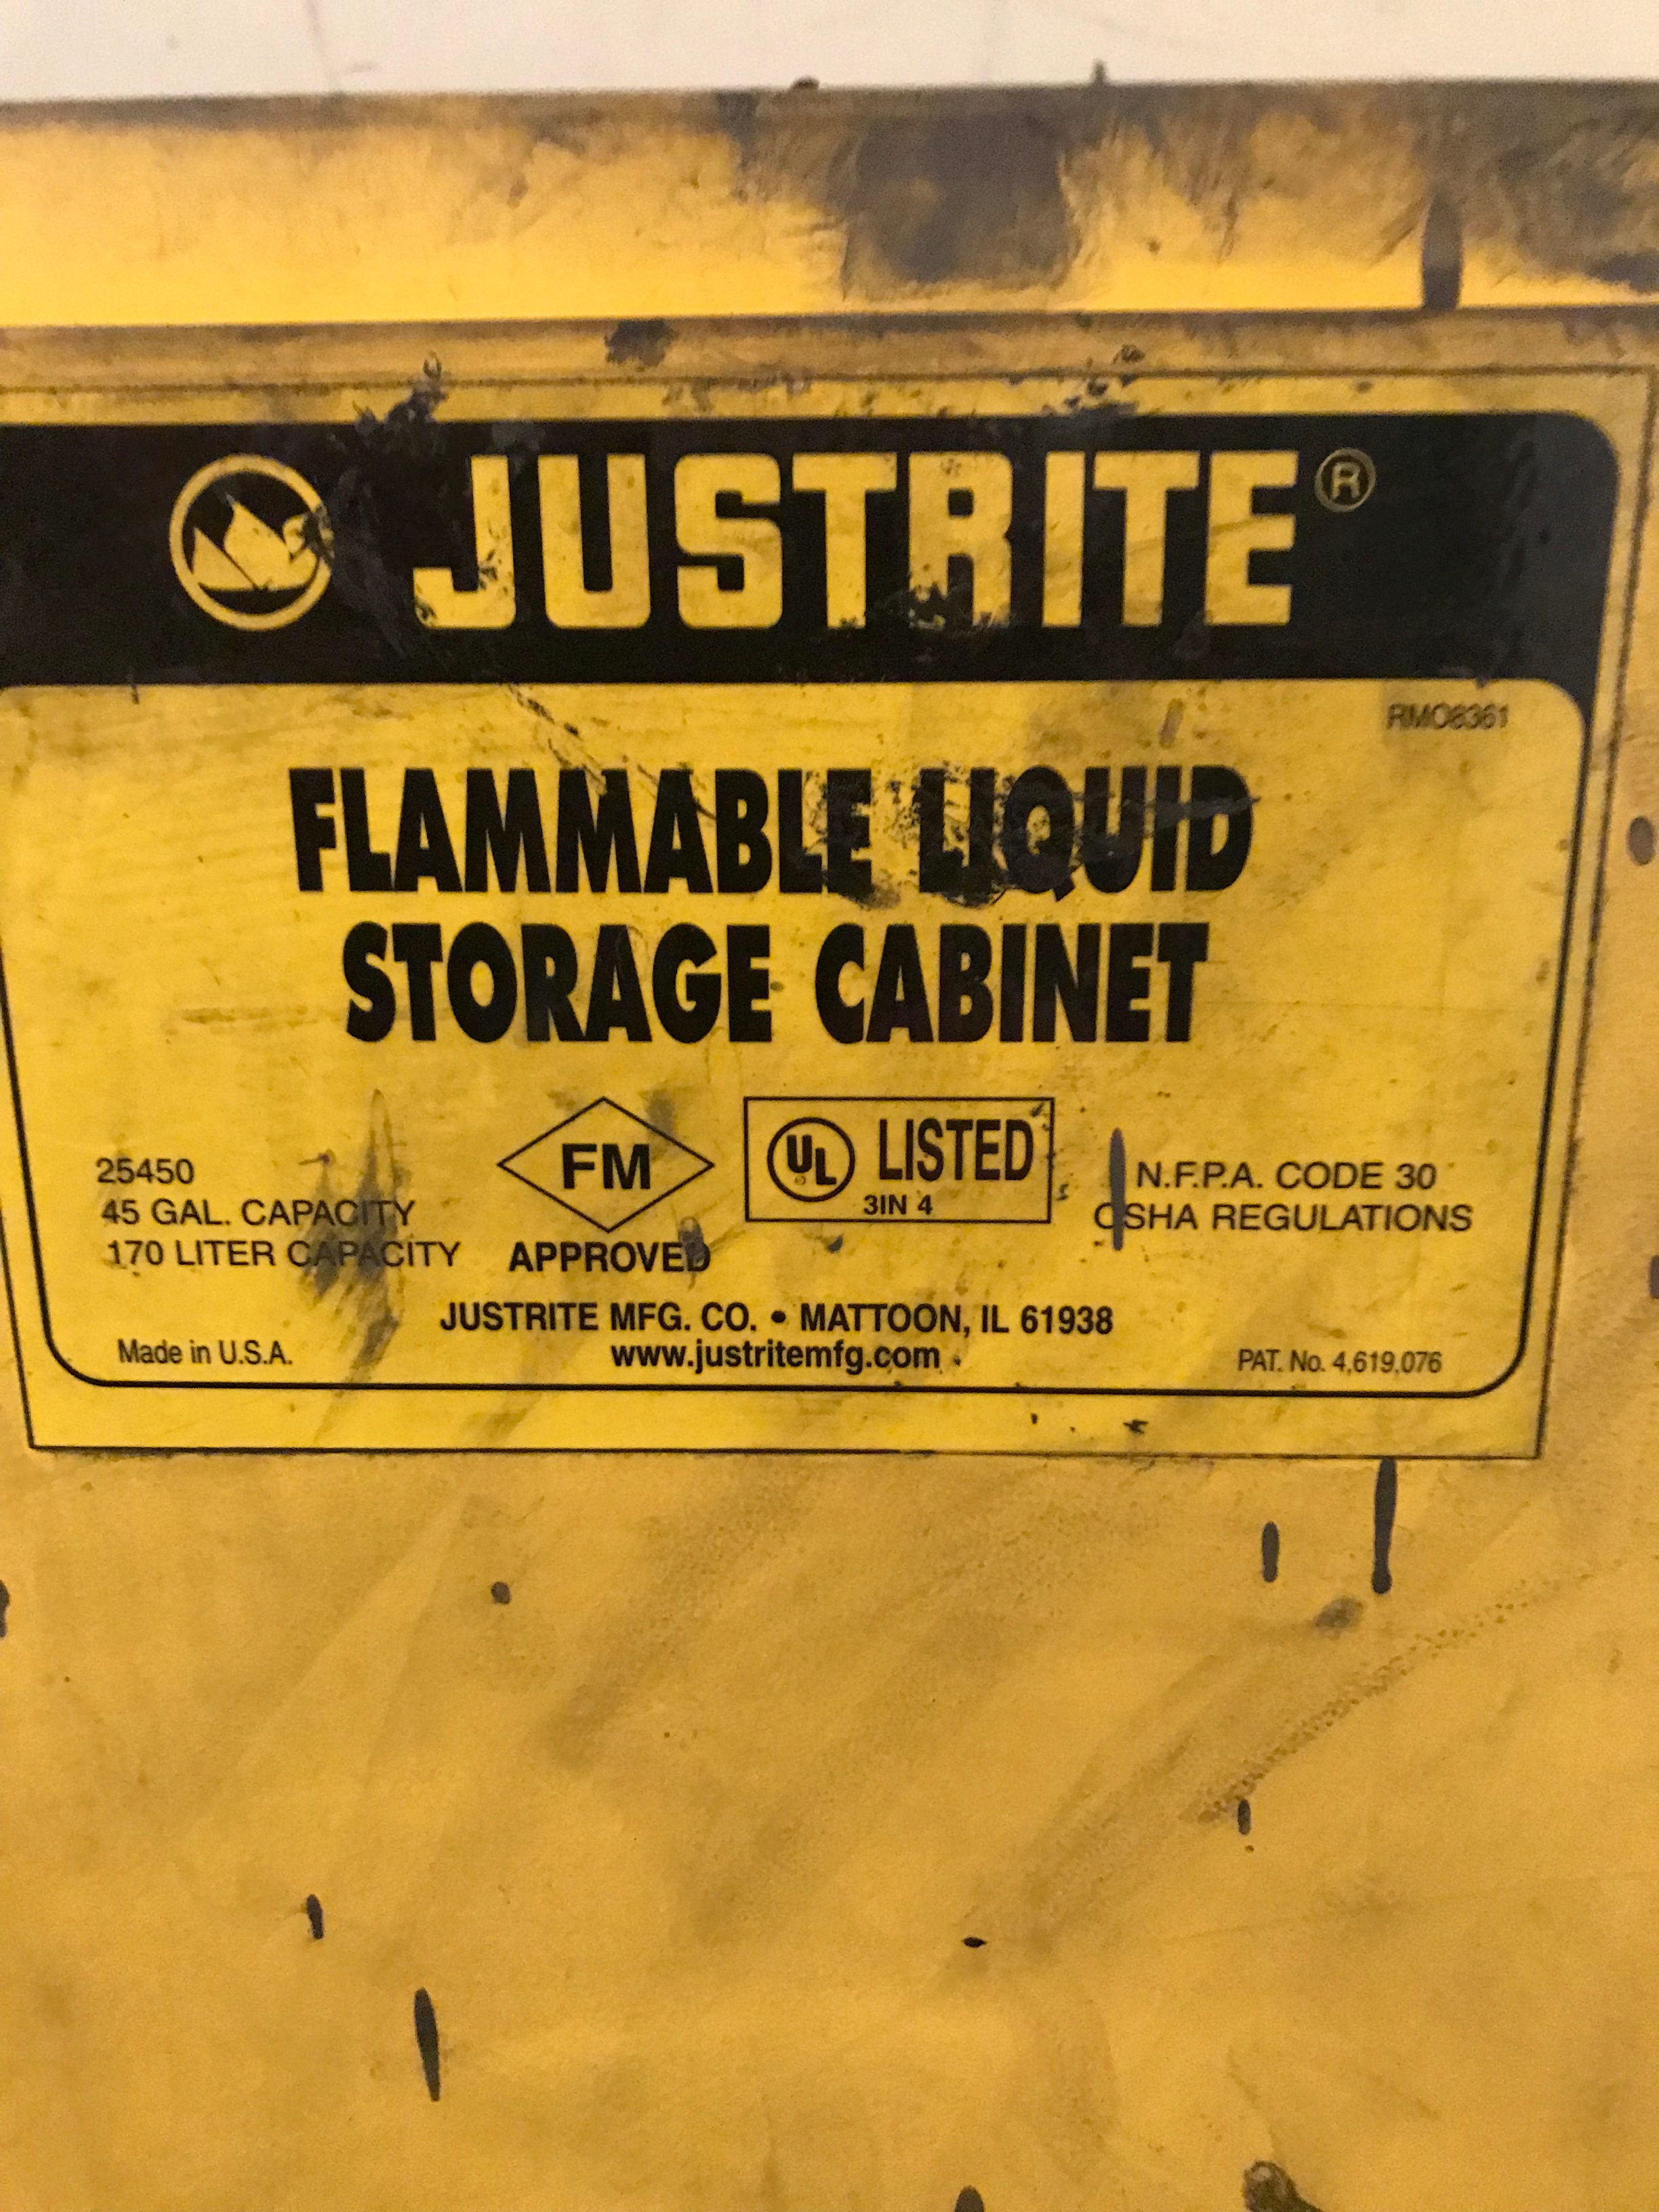 JUSTRITE®
RMO8361
FLAMMABLE LIQUID
STORAGE CABINET
25450
45 GAL. CAPACITY
170 LITER CAPACITY
FM
APPROVED
UL LISTED
3IN 4
N.F.P.A. CODE 30
OSHA REGULATIONS
JUSTRITE MFG. CO. • MATTOON, IL 61938
www.justritemfg.com
Made in U.S.A.
PAT. No. 4,619,076